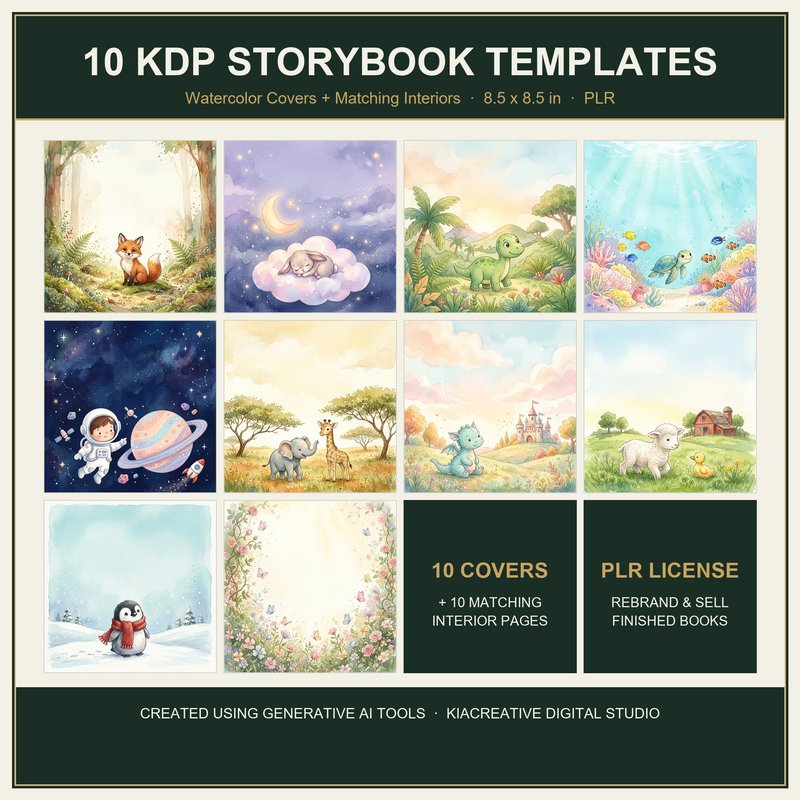 10 KDP STORYBOOK TEMPLATES
Watercolor Covers + Matching Interiors · 8.5 x 8.5 in · PLR
10 COVERS
+ 10 MATCHING
INTERIOR PAGES
PLR LICENSE
REBRAND & SELL
FINISHED BOOKS
CREATED USING GENERATIVE AI TOOLS · KIACREATIVE DIGITAL STUDIO